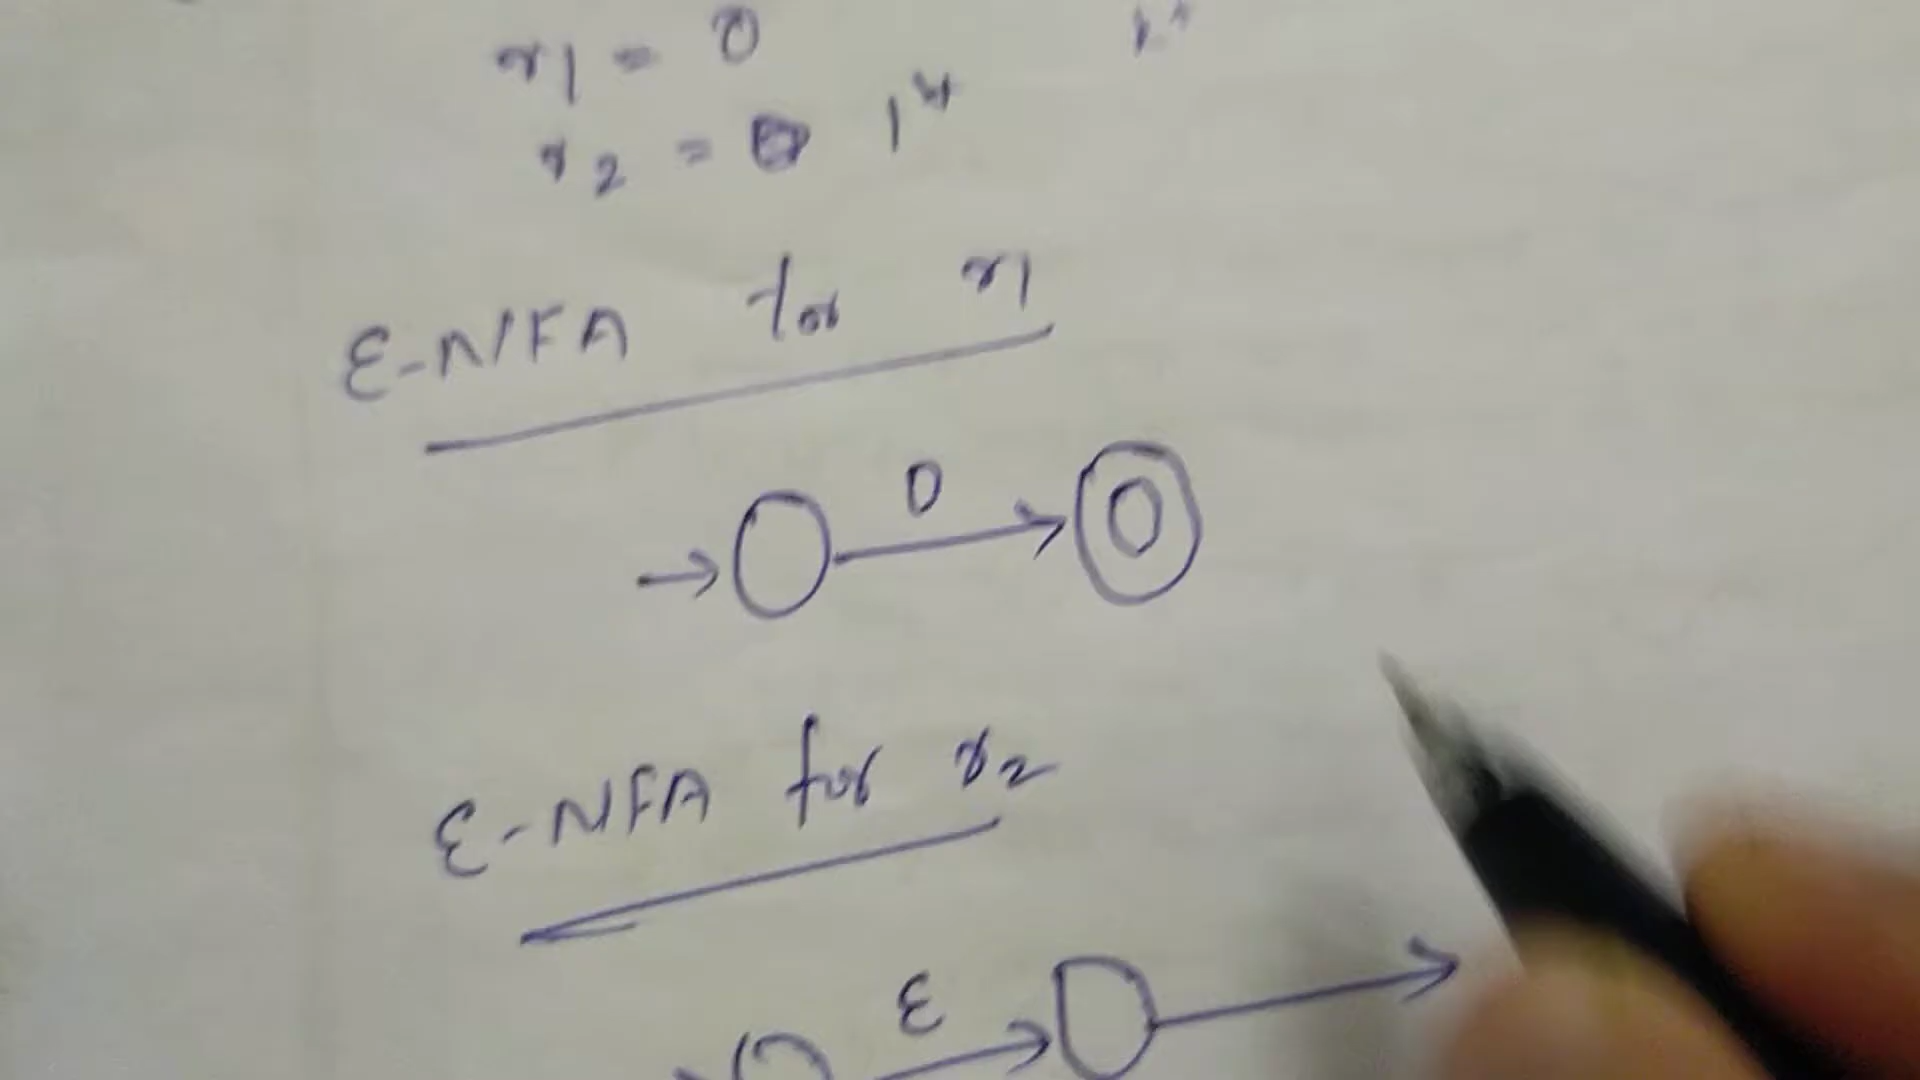 r1 = 0
r2 = 1*
ε-NFA for r1
0
ε-NFA for r2
ε